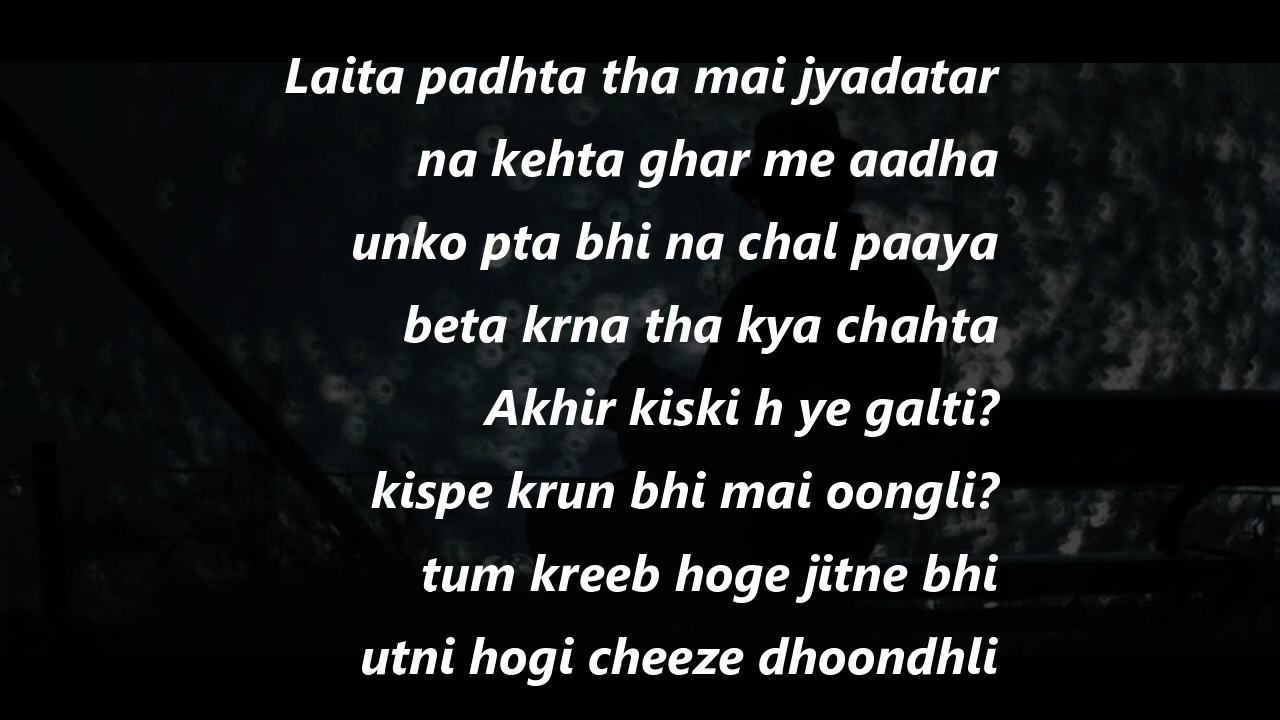 Laita padhta tha mai jyadatar
na kehta ghar me aadha
unko pta bhi na chal paaya
beta krna tha kya chahta
Akhir kiski h ye galti?
kispe krun bhi mai oongli?
tum kreeb hoge jitne bhi
utni hogi cheeze dhoondhli